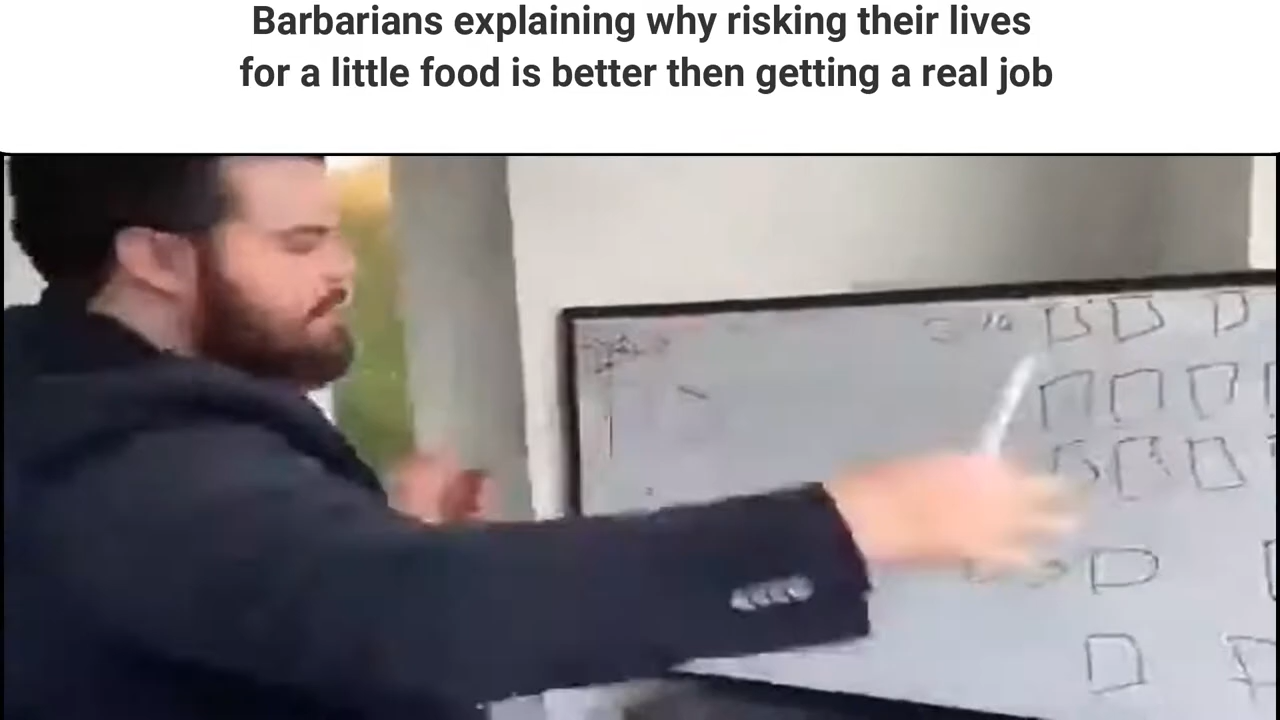 Barbarians explaining why risking their lives
for a little food is better then getting a real job